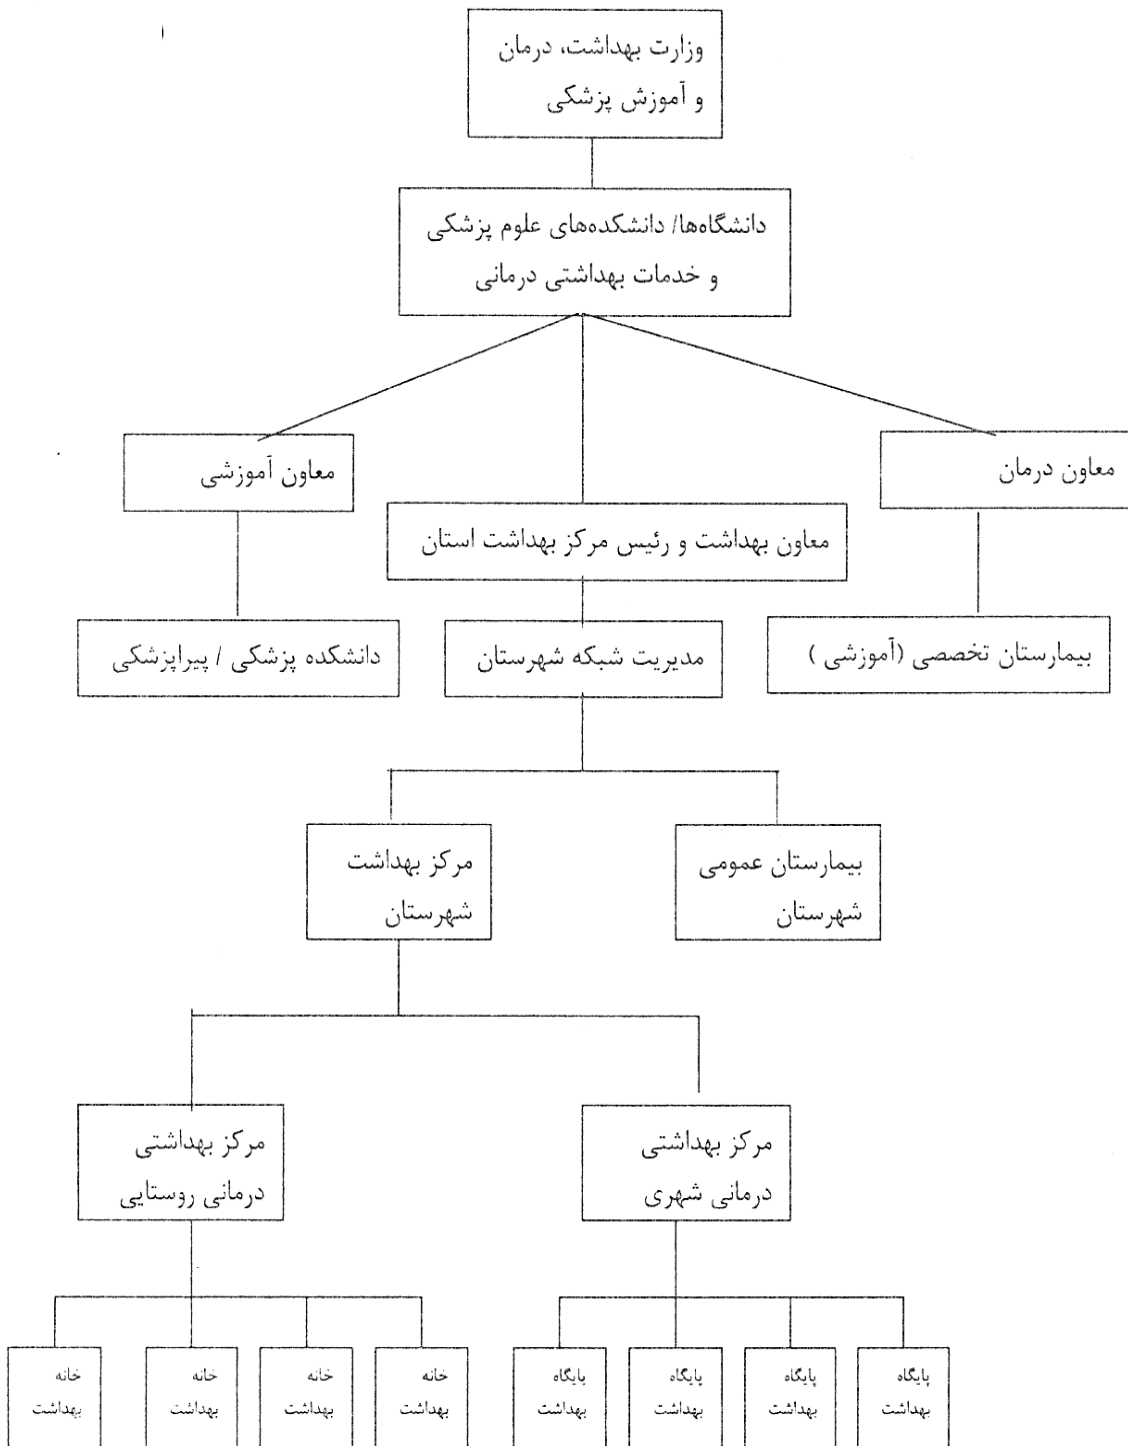 وزارت بهداشت، درمان
و آموزش پزشکی
دانشگاه‌ها/ دانشکده‌های علوم پزشکی
و خدمات بهداشتی درمانی
معاون درمان
معاون آموزشی
معاون بهداشت و رئیس مرکز بهداشت استان
بیمارستان تخصصی (آموزشی )
مدیریت شبکه شهرستان
دانشکده پزشکی / پیراپزشکی
بیمارستان عمومی
شهرستان
مرکز بهداشت
شهرستان
مرکز بهداشتی
درمانی شهری
مرکز بهداشتی
درمانی روستایی
پایگاه
بهداشت
پایگاه
بهداشت
پایگاه
بهداشت
پایگاه
بهداشت
خانه
بهداشت
خانه
بهداشت
خانه
بهداشت
خانه
بهداشت